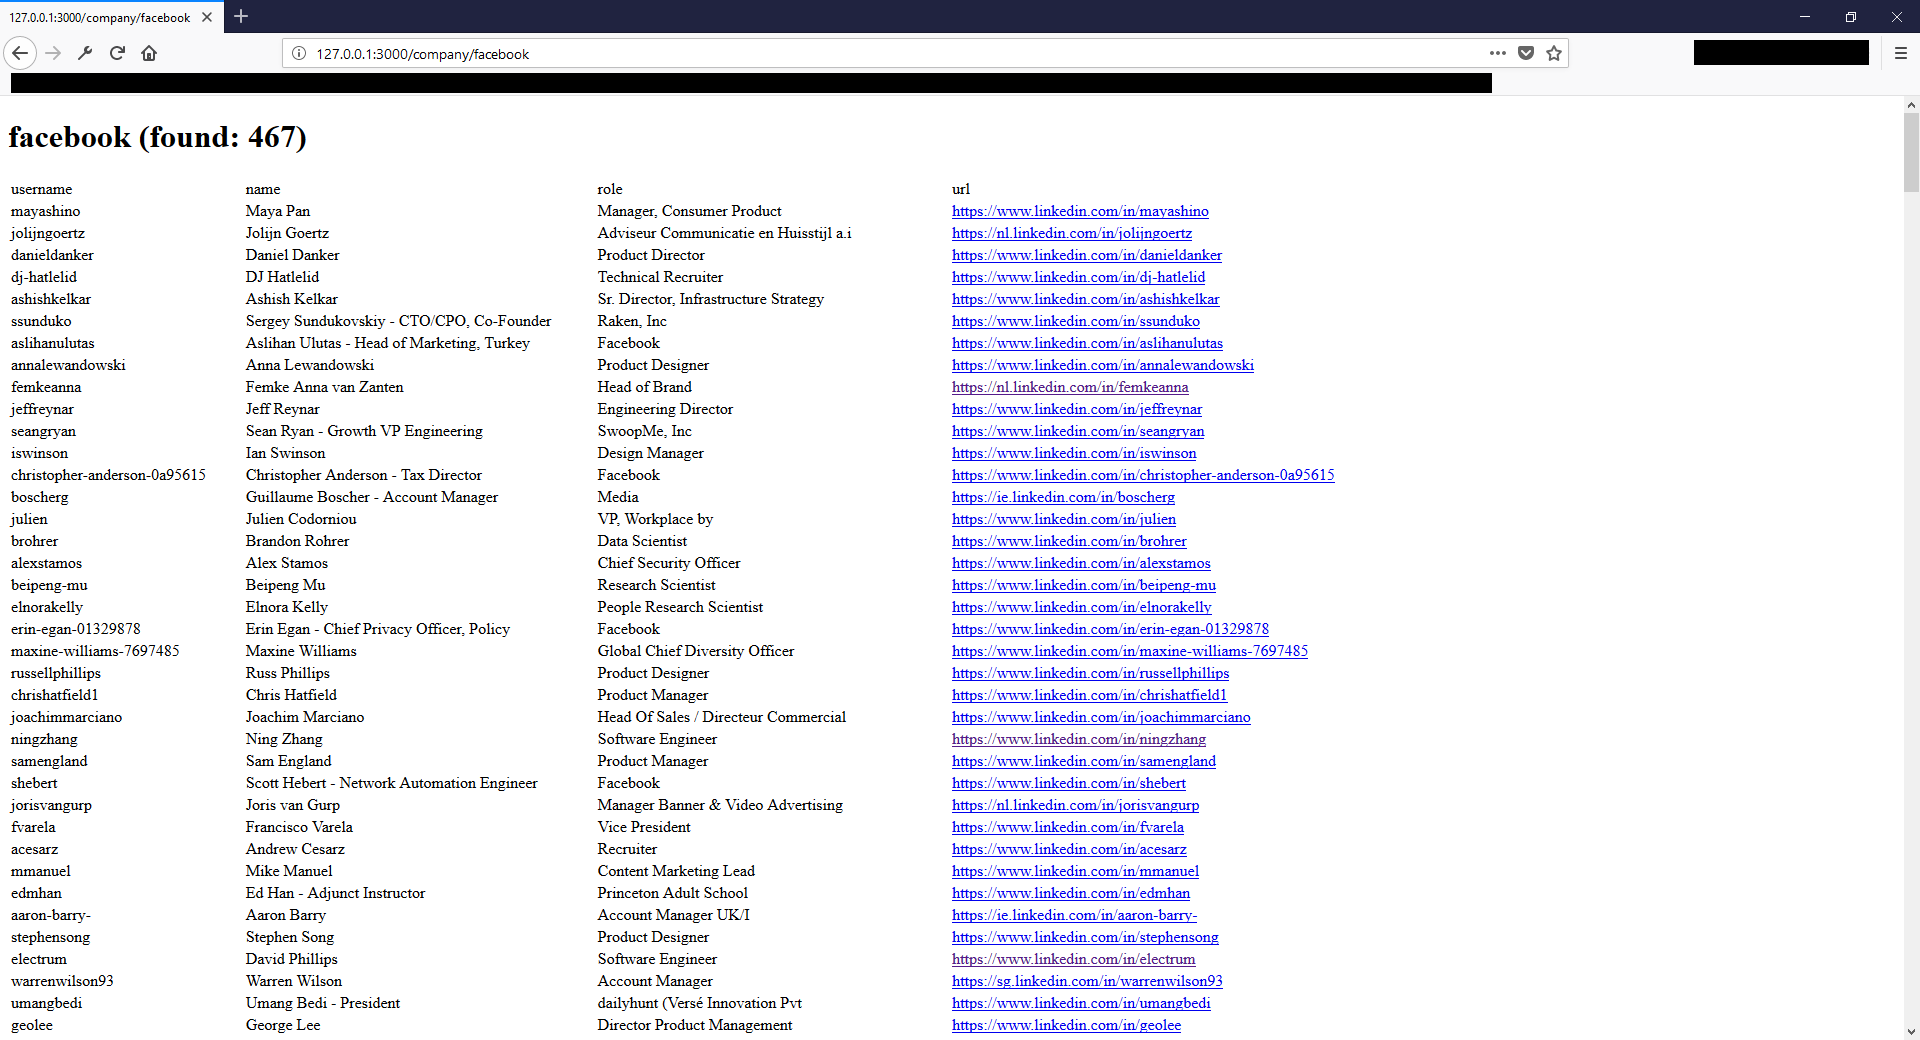 127.0.0.1:3000/company/facebook
127.0.0.1:3000/company/facebook
facebook (found: 467)
username name role url
mayashino Maya Pan Manager, Consumer Product https://www.linkedin.com/in/mayashino
jolijngoertz Jolijn Goertz Adviseur Communicatie en Huisstijl a.i https://nl.linkedin.com/in/jolijngoertz
danieldanker Daniel Danker Product Director https://www.linkedin.com/in/danieldanker
dj-hatlelid DJ Hatlelid Technical Recruiter https://www.linkedin.com/in/dj-hatlelid
ashishkelkar Ashish Kelkar Sr. Director, Infrastructure Strategy https://www.linkedin.com/in/ashishkelkar
ssunduko Sergey Sundukovskiy - CTO/CPO, Co-Founder Raken, Inc https://www.linkedin.com/in/ssunduko
aslihanulutas Aslihan Ulutas - Head of Marketing, Turkey Facebook https://www.linkedin.com/in/aslihanulutas
annalewandowski Anna Lewandowski Product Designer https://www.linkedin.com/in/annalewandowski
femkeanna Femke Anna van Zanten Head of Brand https://nl.linkedin.com/in/femkeanna
jeffreynar Jeff Reynar Engineering Director https://www.linkedin.com/in/jeffreynar
seangryan Sean Ryan - Growth VP Engineering SwoopMe, Inc https://www.linkedin.com/in/seangryan
iswinson Ian Swinson Design Manager https://www.linkedin.com/in/iswinson
christopher-anderson-0a95615 Christopher Anderson - Tax Director Facebook https://www.linkedin.com/in/christopher-anderson-0a95615
boscherg Guillaume Boscher - Account Manager Media https://ie.linkedin.com/in/boscherg
julien Julien Codorniou VP, Workplace by https://www.linkedin.com/in/julien
brohrer Brandon Rohrer Data Scientist https://www.linkedin.com/in/brohrer
alexstamos Alex Stamos Chief Security Officer https://www.linkedin.com/in/alexstamos
beipeng-mu Beipeng Mu Research Scientist https://www.linkedin.com/in/beipeng-mu
elnorakelly Elnora Kelly People Research Scientist https://www.linkedin.com/in/elnorakelly
erin-egan-01329878 Erin Egan - Chief Privacy Officer, Policy Facebook https://www.linkedin.com/in/erin-egan-01329878
maxine-williams-7697485 Maxine Williams Global Chief Diversity Officer https://www.linkedin.com/in/maxine-williams-7697485
russellphillips Russ Phillips Product Designer https://www.linkedin.com/in/russellphillips
chrishatfield1 Chris Hatfield Product Manager https://www.linkedin.com/in/chrishatfield1
joachimmarciano Joachim Marciano Head Of Sales / Directeur Commercial https://www.linkedin.com/in/joachimmarciano
ningzhang Ning Zhang Software Engineer https://www.linkedin.com/in/ningzhang
samengland Sam England Product Manager https://www.linkedin.com/in/samengland
shebert Scott Hebert - Network Automation Engineer Facebook https://www.linkedin.com/in/shebert
jorisvangurp Joris van Gurp Manager Banner & Video Advertising https://nl.linkedin.com/in/jorisvangurp
fvarela Francisco Varela Vice President https://www.linkedin.com/in/fvarela
acesarz Andrew Cesarz Recruiter https://www.linkedin.com/in/acesarz
mmanuel Mike Manuel Content Marketing Lead https://www.linkedin.com/in/mmanuel
edmhan Ed Han - Adjunct Instructor Princeton Adult School https://www.linkedin.com/in/edmhan
aaron-barry- Aaron Barry Account Manager UK/I https://ie.linkedin.com/in/aaron-barry-
stephensong Stephen Song Product Designer https://www.linkedin.com/in/stephensong
electrum David Phillips Software Engineer https://www.linkedin.com/in/electrum
warrenwilson93 Warren Wilson Account Manager https://sg.linkedin.com/in/warrenwilson93
umangbedi Umang Bedi - President dailyhunt (Versé Innovation Pvt https://www.linkedin.com/in/umangbedi
geolee George Lee Director Product Management https://www.linkedin.com/in/geolee